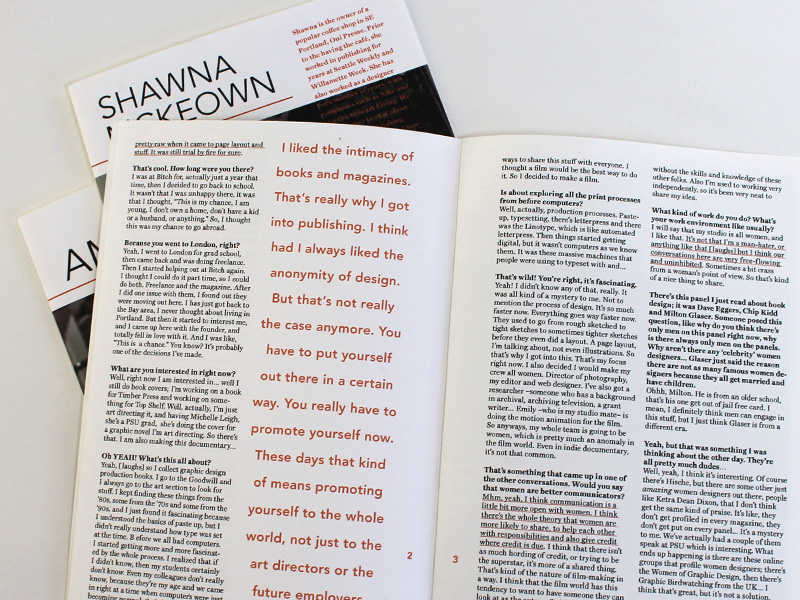 SHAWNA
MCKEOWN
Shawna is the owner of a
popular coffee shop in SE
Portland, Oui Presse. Prior
to the having the café, she
worked in publishing for
years at Seattle Weekly and
Willamette Week. She has
also worked as a designer
AM
pretty raw when it came to page layout and
stuff. It was still trial by fire for sure.
That's cool. How long were you there?
I was at Bitch for, actually just a year that
time, then I decided to go back to school.
It wasn't that I was unhappy there, it was
that I thought, "This is my chance, I am
young, I don't own a home, don't have a kid
or a husband, or anything." So, I thought
this was my chance to go abroad.
Because you went to London, right?
Yeah, I went to London for grad school,
then came back and was doing freelance.
Then I started helping out at Bitch again.
I thought I could do it part time, so I could
do both. Freelance and the magazine. After
I did one issue with them, I found out they
were moving out here. I has just got back to
the Bay area, I never thought about living in
Portland. But then it started to interest me,
and I came up here with the founder, and
totally fell in love with it. And I was like,
"This is a chance." You know? It's probably
one of the decisions I've made.
What are you interested in right now?
Well, right now I am interested in... well I
still do book covers; I'm working on a book
for Timber Press and working on some-
thing for Top Shelf. Well, actually, I'm just
art directing it, and having Michelle Leigh,
she's a PSU grad, she's doing the cover for
a graphic novel I'm art directing. So there's
that. I am also making this documentary...
Oh YEAH! What's this all about?
Yeah, [laughs] so I collect graphic design
production books. I go to the Goodwill and
I always go to the art section to look for
stuff. I kept finding these things from the
'80s, some from the '70s and some from the
'90s, and I just found it fascinating because
I understood the basics of paste up, but I
didn't really understand how type was set
at the time. B efore we all had computers.
I started getting more and more fascinat-
ed by the whole process. I realized that if
I didn't know, then my students certainly
don't know. Even my colleagues don't really
know, because they're my age and we came
in right at a time when computers were just
I liked the intimacy of
books and magazines.
That's really why I got
into publishing. I think
had I always liked the
anonymity of design.
But that's not really
the case anymore. You
have to put yourself
out there in a certain
way. You really have to
promote yourself now.
These days that kind
of means promoting
yourself to the whole
world, not just to the
art directors or the
future employers
2
ways to share this stuff with everyone. I
thought a film would be the best way to do
it. So I decided to make a film.
Is about exploring all the print processes
from before computers?
Well, actually, production processes. Paste-
up, typesetting, there's letterpress and there
was the Linotype, which is like automated
letterpress. Then things started getting
digital, but it wasn't computers as we know
them. It was these massive machines that
people were using to typeset with and...
That's wild! You're right, it's fascinating.
Yeah! I didn't know any of that, really. It
was all kind of a mystery to me. Not to
mention the process of design. It's so much
faster now. Everything goes way faster now.
They used to go from rough sketched to
tight sketches to sometimes tighter sketches
before they even did a layout. A page layout,
I'm talking about, not even illustrations. So
that's why I got into this. That's my focus
right now. I also decided I would make my
crew all women. Director of photography,
my editor and web designer. I've also got a
researcher –someone who has a background
in archival, archiving television, a grant
writer... Emily –who is my studio mate– is
doing the motion animation for the film.
So anyways, my whole team is going to be
women, which is pretty much an anomaly in
the film world. Even in indie documentary,
it's not that common.
That's something that came up in one of
the other conversations. Would you say
that women are better communicators?
Mhm, yeah, I think communication is a
little bit more open with women. I think
there's the whole theory that women are
more likely to share, to help each other
with responsibilities and also give credit
where credit is due. I think that there isn't
as much hording of credit, or trying to be
the superstar, it's more of a shared thing.
That's kind of the nature of film-making in
a way. I think that the film world has this
tendency to want to have someone they can
3
without the skills and knowledge of these
other folks. Also I'm used to working very
independently, so it's been very neat to
share my idea.
What kind of work do you do? What's
your work environment like usually?
I will say that my studio is all women, and
I like that. It's not that I'm a man-hater, or
anything like that [laughs] but I think our
conversations here are very free-flowing
and uninhibited. Sometimes a bit crass
from a woman's point of view. So that's kind
of a nice thing to share.
There's this panel I just read about book
design; it was Dave Eggers, Chip Kidd
and Milton Glaser. Someone posed this
question, like why do you think there's
only men on this panel right now, why
is there always only men on the panels.
Why aren't there any 'celebrity' women
designers... Glaser just said the reason
there are not as many famous women de-
signers because they all get married and
have children.
Ohhh, Milton. He is from an older school,
that's his one get out of jail free card. I
mean, I definitely think men can engage in
this stuff, but I just think Glaser is from a
different era.
Yeah, but that was something I was
thinking about the other day. They're
all pretty much dudes...
Well, yeah, I think it's interesting. Of course
there's Hische, but there are some other just
amazing women designers out there, people
like Ketra Dean Dixon, that I don't think
get the same kind of praise. It's like, they
don't get profiled in every magazine, they
don't get put on every panel... It's a mystery
to me. We've actually had a couple of them
speak at PSU which is interesting. What
ends up happening is there are these online
groups that profile women designers; there's
the Women of Graphic Design, then there's
Graphic Birdwatching from the UK... I
think that's great, but it's not a solution.